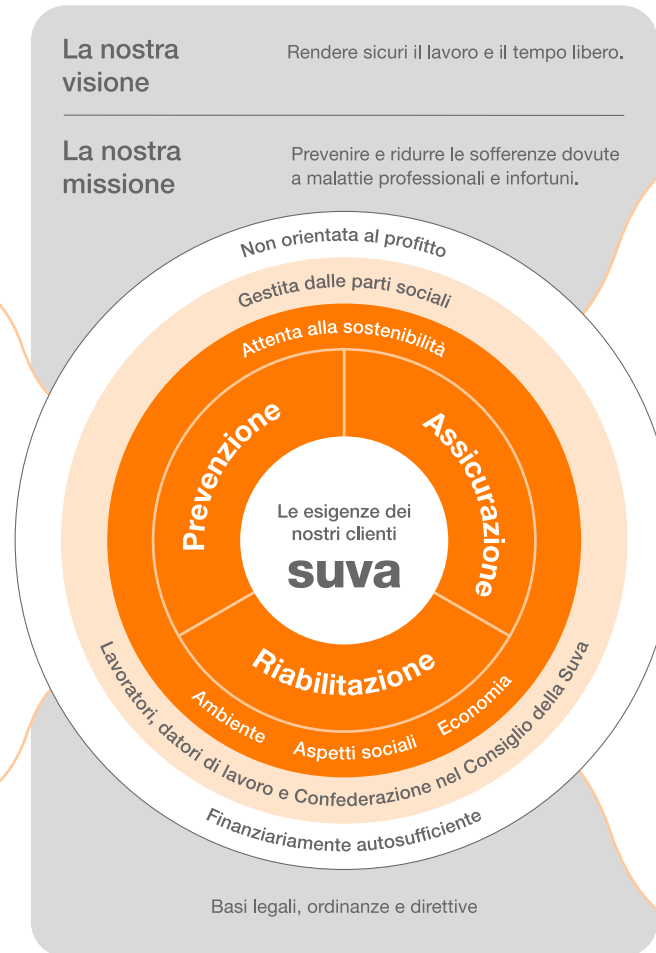 La nostra
visione
Rendere sicuri il lavoro e il tempo libero.
La nostra
missione
Prevenire e ridurre le sofferenze dovute
a malattie professionali e infortuni.
Non orientata al profitto
Gestita dalle parti sociali
Attenta alla sostenibilità
Prevenzione
Assicurazione
Le esigenze dei
nostri clienti
suva
Riabilitazione
Ambiente
Aspetti sociali
Economia
Lavoratori, datori di lavoro e Confederazione nel Consiglio della Suva
Finanziariamente autosufficiente
Basi legali, ordinanze e direttive